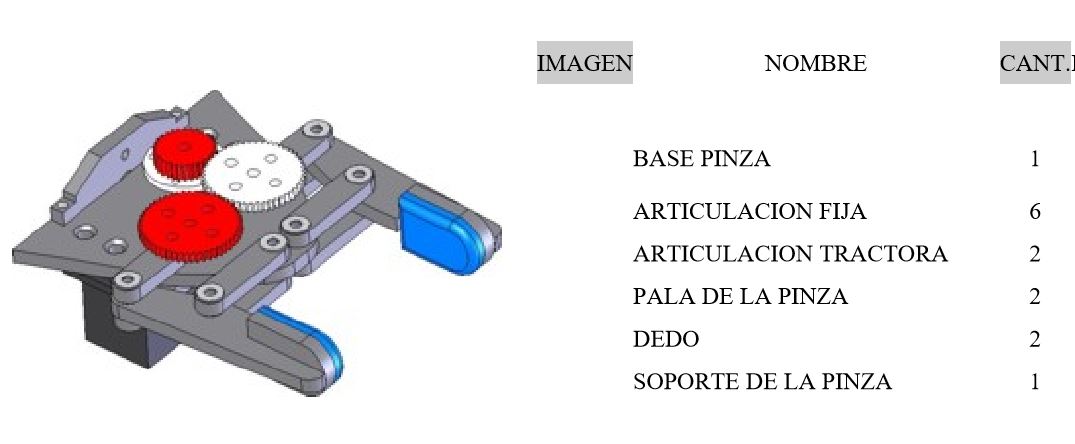 IMAGEN NOMBRE CANT.
BASE PINZA 1
ARTICULACION FIJA 6
ARTICULACION TRACTORA 2
PALA DE LA PINZA 2
DEDO 2
SOPORTE DE LA PINZA 1